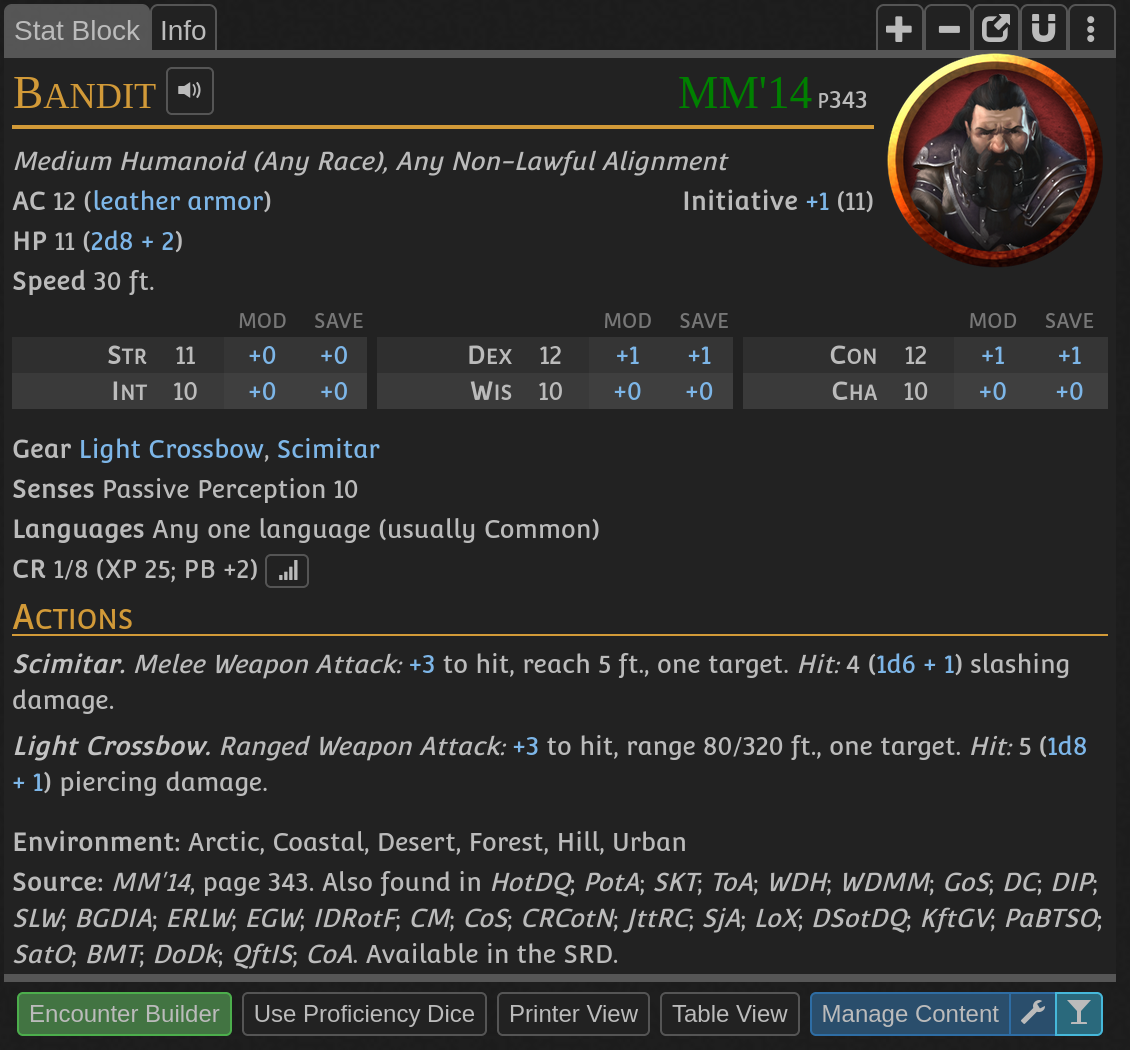 Stat Block Info
BANDIT MM'14 P343
Medium Humanoid (Any Race), Any Non-Lawful Alignment
AC 12 (leather armor) Initiative +1 (11)
HP 11 (2d8 + 2)
Speed 30 ft.
MOD SAVE MOD SAVE MOD SAVE
STR 11 +0 +0 DEX 12 +1 +1 CON 12 +1 +1
INT 10 +0 +0 WIS 10 +0 +0 CHA 10 +0 +0
Gear Light Crossbow, Scimitar
Senses Passive Perception 10
Languages Any one language (usually Common)
CR 1/8 (XP 25; PB +2)
ACTIONS
Scimitar. Melee Weapon Attack: +3 to hit, reach 5 ft., one target. Hit: 4 (1d6 + 1) slashing
damage.
Light Crossbow. Ranged Weapon Attack: +3 to hit, range 80/320 ft., one target. Hit: 5 (1d8
+ 1) piercing damage.
Environment: Arctic, Coastal, Desert, Forest, Hill, Urban
Source: MM'14, page 343. Also found in HotDQ; PotA; SKT; ToA; WDH; WDMM; GoS; DC; DIP;
SLW; BGDIA; ERLW; EGW; IDRotF; CM; CoS; CRCotN; JttRC; SjA; LoX; DSotDQ; KftGV; PaBTSO;
SatO; BMT; DoDk; QftIS; CoA. Available in the SRD.
Encounter Builder Use Proficiency Dice Printer View Table View Manage Content